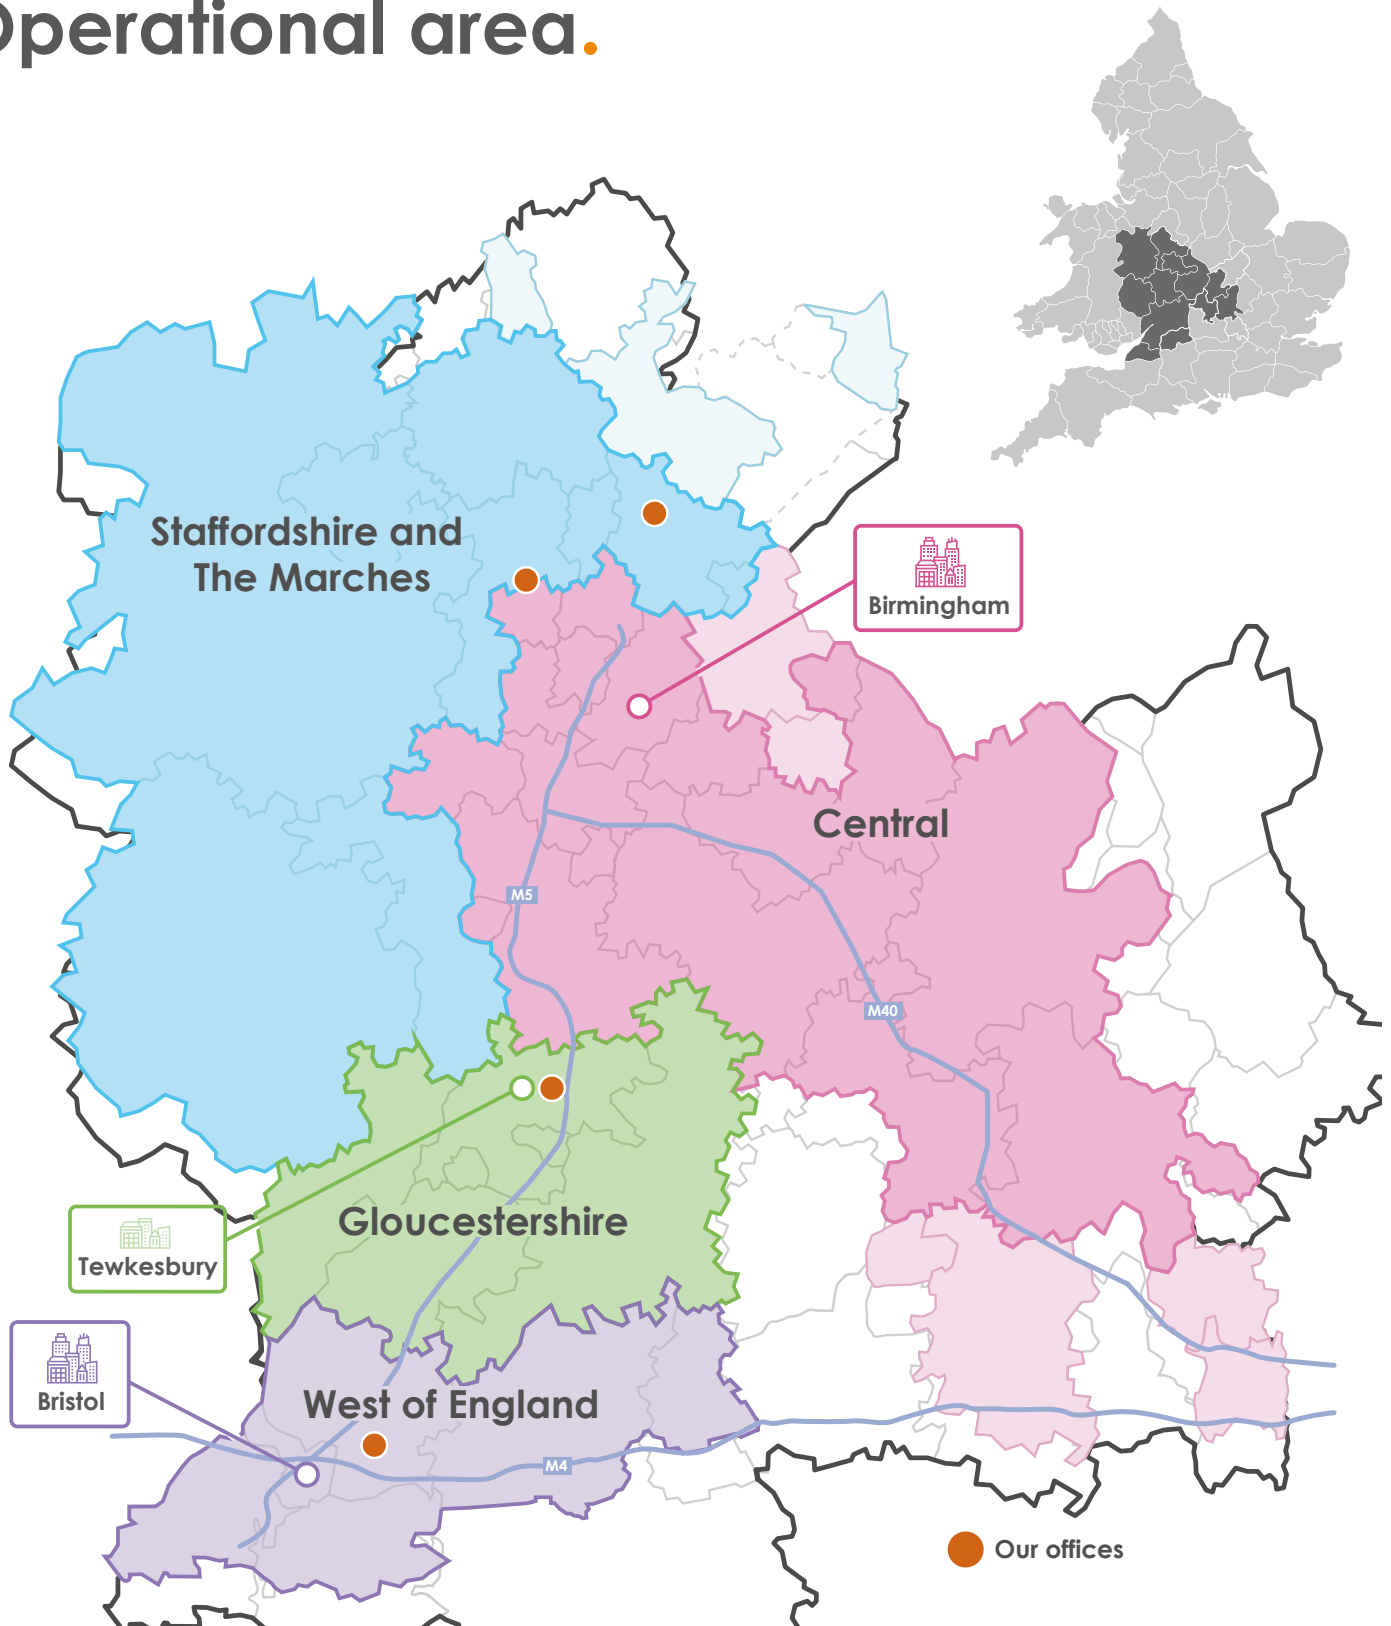 Operational area.
Staffordshire and
The Marches
Birmingham
Central
M5
M40
Gloucestershire
Tewkesbury
Bristol
West of England
M4
Our offices